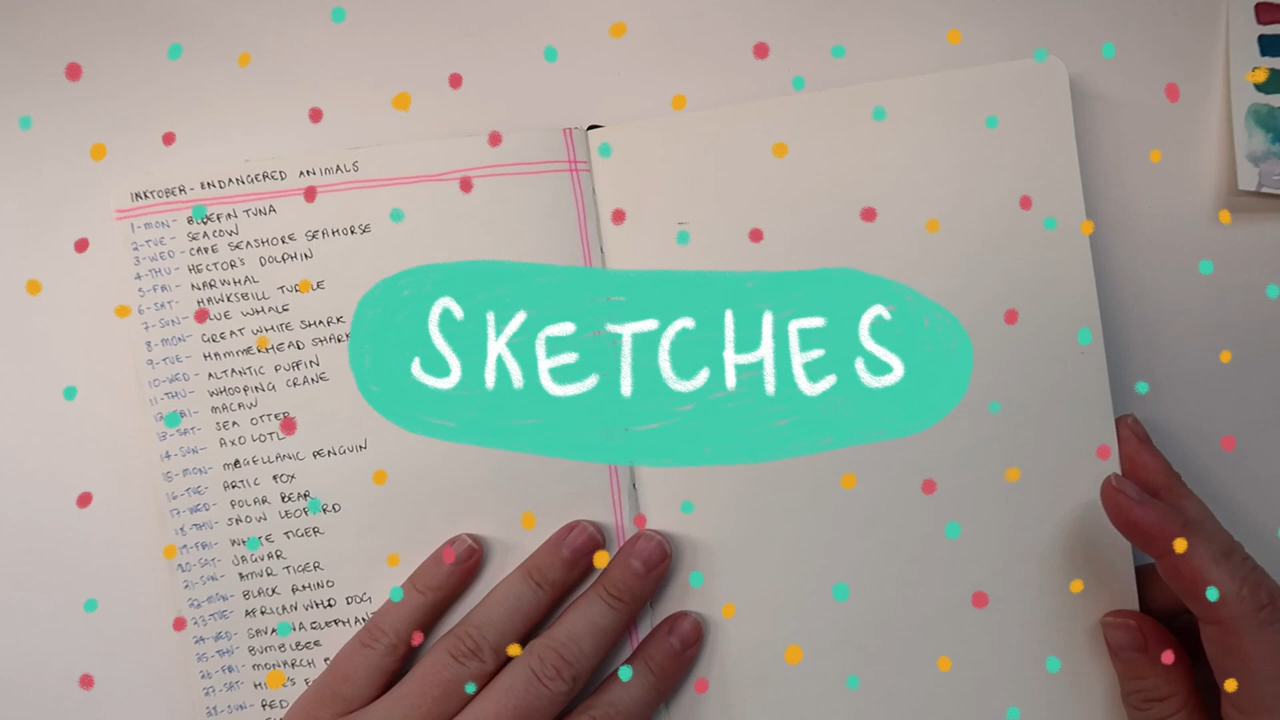 INKTOBER - ENDANGERED ANIMALS
1-MON- BLUEFIN TUNA
2-TUE- SEACOW
3-WED- CAPE SEASHORE SEAHORSE
4-THU- HECTOR'S DOLPHIN
5-FRI- NARWHAL
6-SAT- HAWKSBILL TURTLE
7-SUN- BLUE WHALE
8-MON- GREAT WHITE SHARK
9-TUE- HAMMERHEAD SHARK
10-WED- ALTANTIC PUFFIN
11-THU- WHOOPING CRANE
12-FRI- MACAW
13-SAT- SEA OTTER
14-SUN- AXOLOTL
15-MON- MAGELLANIC PENGUIN
16-TUE- ARTIC FOX
17-WED- POLAR BEAR
18-THU- SNOW LEOPARD
19-FRI- WHITE TIGER
20-SAT- JAGUAR
21-SUN- AMUR TIGER
22-MON- BLACK RHINO
23-TUE- AFRICAN WILD DOG
24-WED- SAVANNA ELEPHANT
25-THU- BUMBLBEE
26-FRI- MONARCH
27-SAT-
28-SUN- RED
SKETCHES